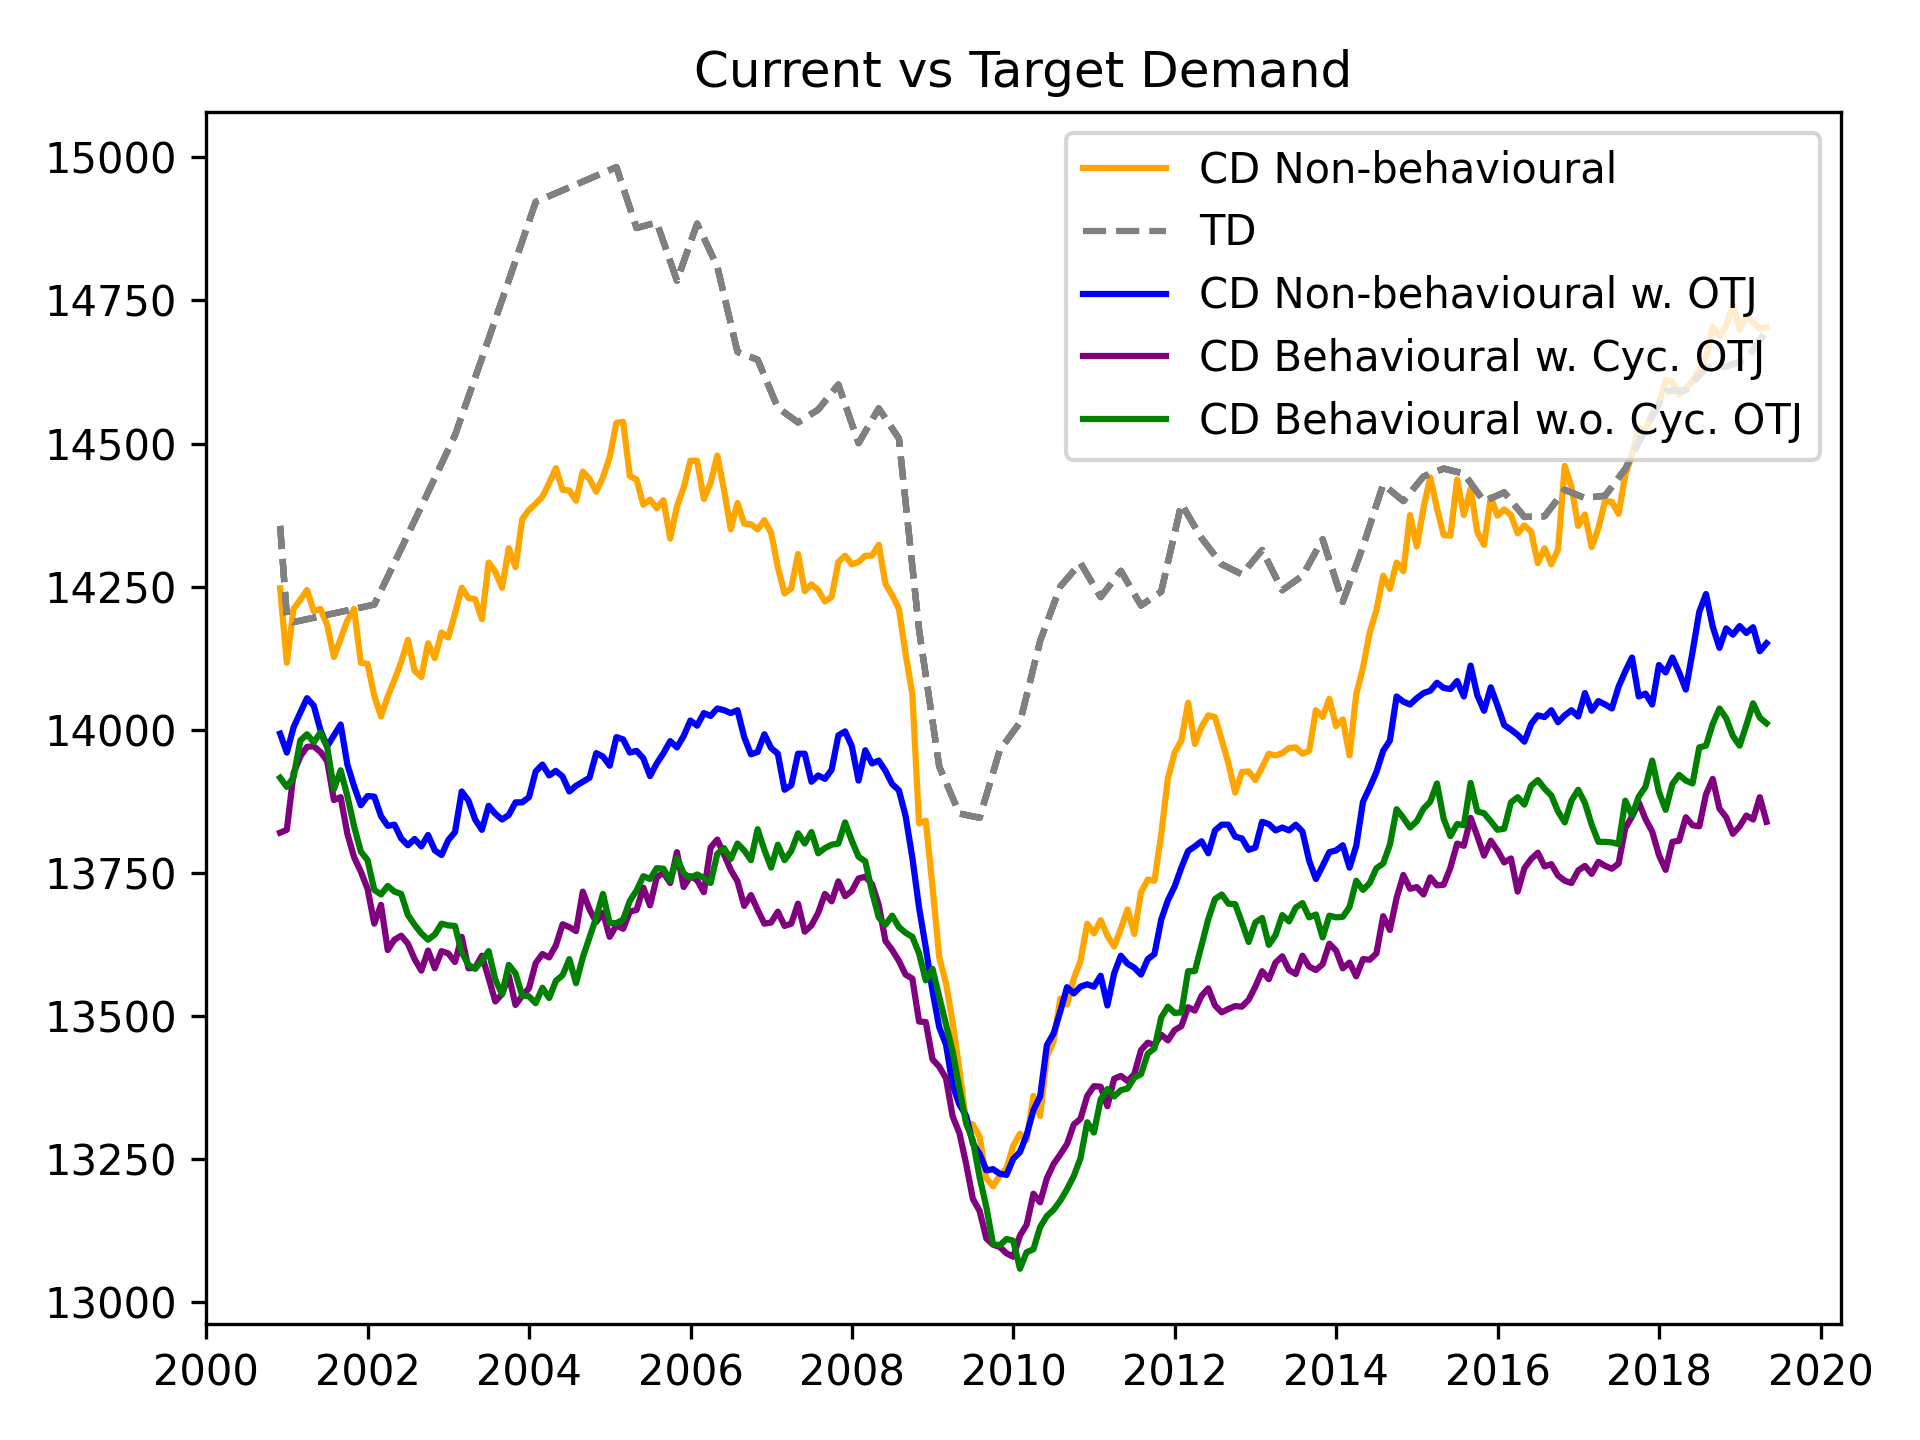 Current vs Target Demand
15000
14750
14500
14250
14000
13750
13500
13250
13000
CD Non-behavioural
TD
CD Non-behavioural w. OTJ
CD Behavioural w. Cyc. OTJ
CD Behavioural w.o. Cyc. OTJ
2000 2002 2004 2006 2008 2010 2012 2014 2016 2018 2020